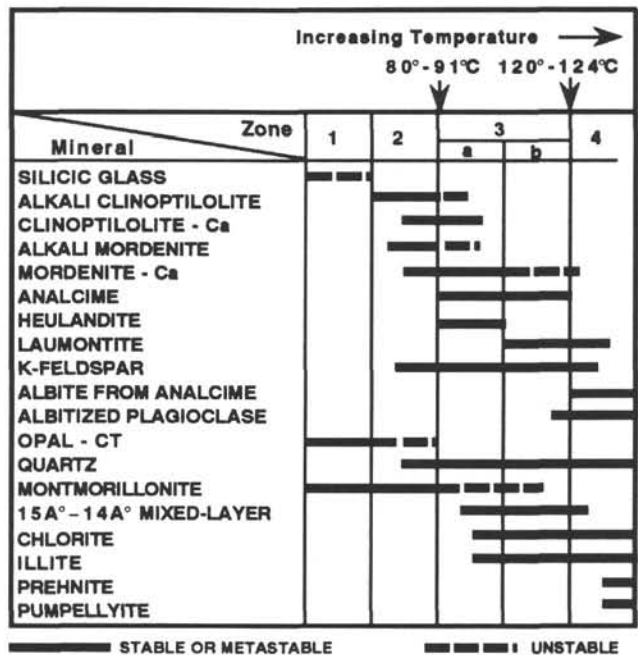 Increasing Temperature
80°-91°C 120°-124°C
Zone
Mineral
1 2 3 4
a b
SILICIC GLASS
ALKALI CLINOPTILOLITE
CLINOPTILOLITE - Ca
ALKALI MORDENITE
MORDENITE - Ca
ANALCIME
HEULANDITE
LAUMONTITE
K-FELDSPAR
ALBITE FROM ANALCIME
ALBITIZED PLAGIOCLASE
OPAL - CT
QUARTZ
MONTMORILLONITE
15A°-14A° MIXED-LAYER
CHLORITE
ILLITE
PREHNITE
PUMPELLYITE
STABLE OR METASTABLE UNSTABLE